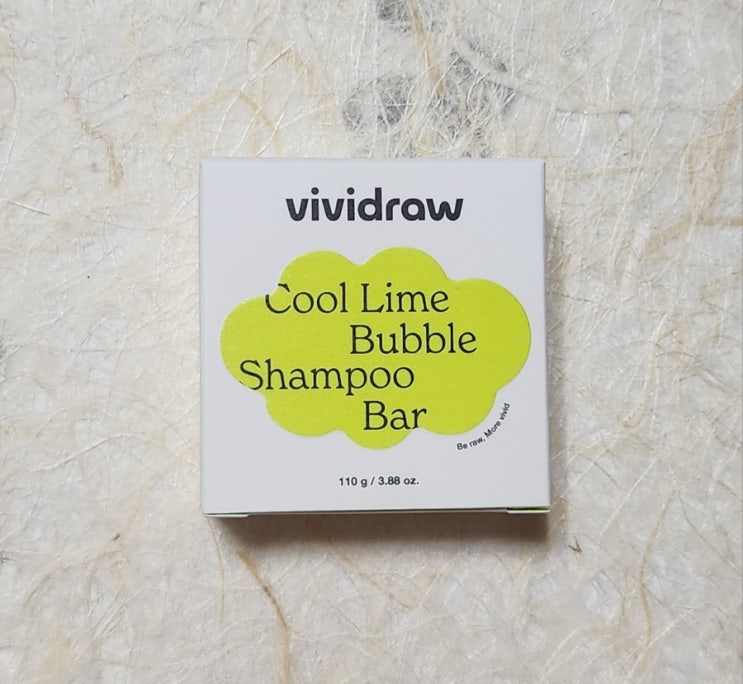 vividraw
Cool Lime
Bubble
Shampoo
Bar
Be raw, More vivid
110 g / 3.88 oz.